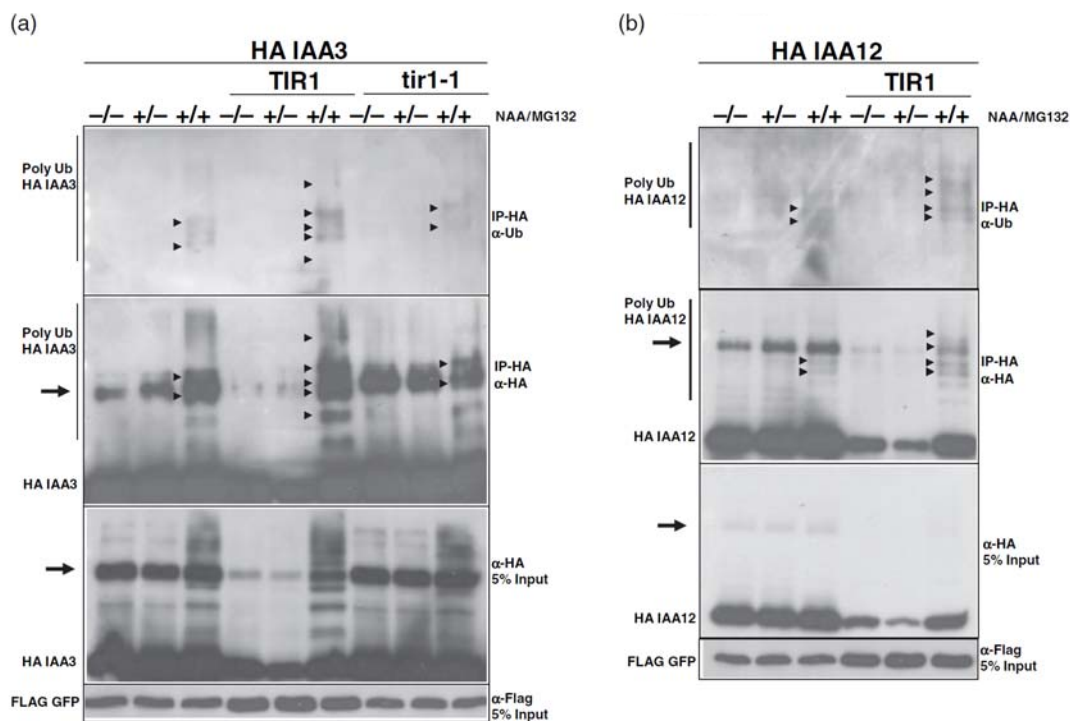 (a)
HA IAA3
TIR1
tir1-1
–/– +/– +/+ –/– +/– +/+ –/– +/– +/+
NAA/MG132
Poly Ub
HA IAA3
IP-HA
α-Ub
Poly Ub
HA IAA3
IP-HA
α-HA
HA IAA3
α-HA
5% Input
HA IAA3
FLAG GFP
α-Flag
5% Input
(b)
HA IAA12
TIR1
–/– +/– +/+ –/– +/– +/+
NAA/MG132
Poly Ub
HA IAA12
IP-HA
α-Ub
Poly Ub
HA IAA12
IP-HA
α-HA
HA IAA12
α-HA
5% Input
HA IAA12
FLAG GFP
α-Flag
5% Input